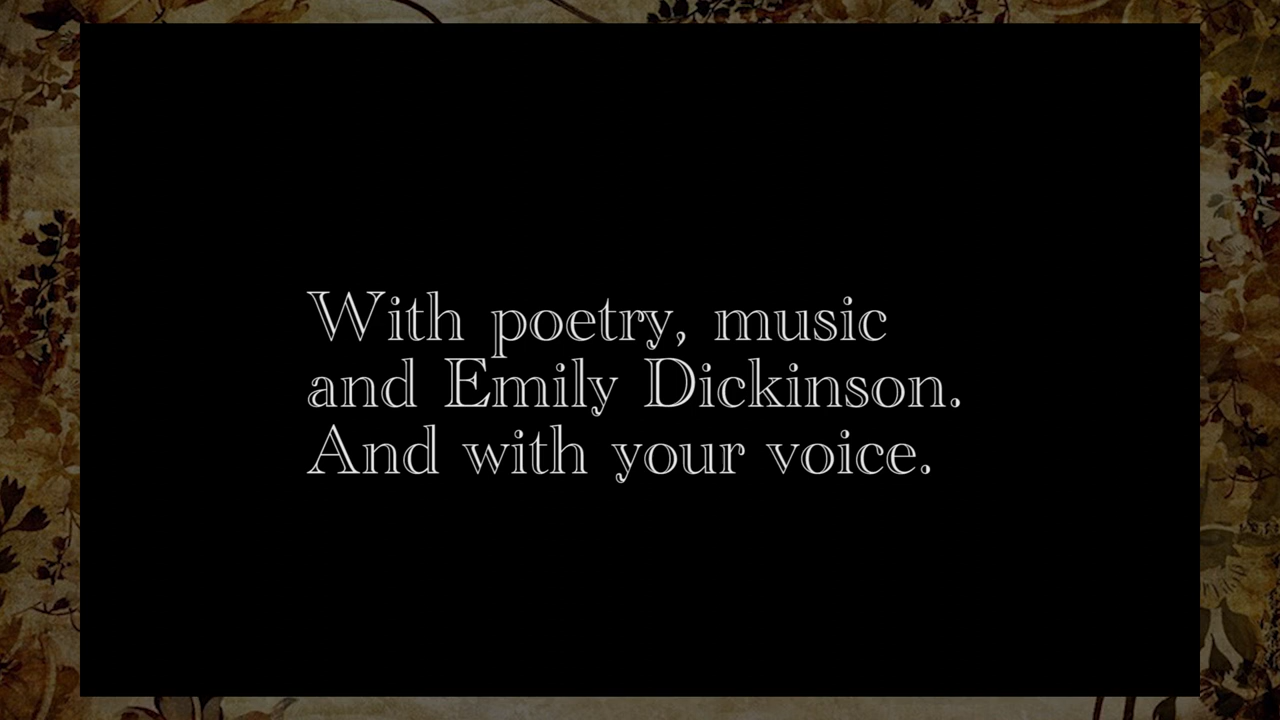 With poetry, music
and Emily Dickinson.
And with your voice.